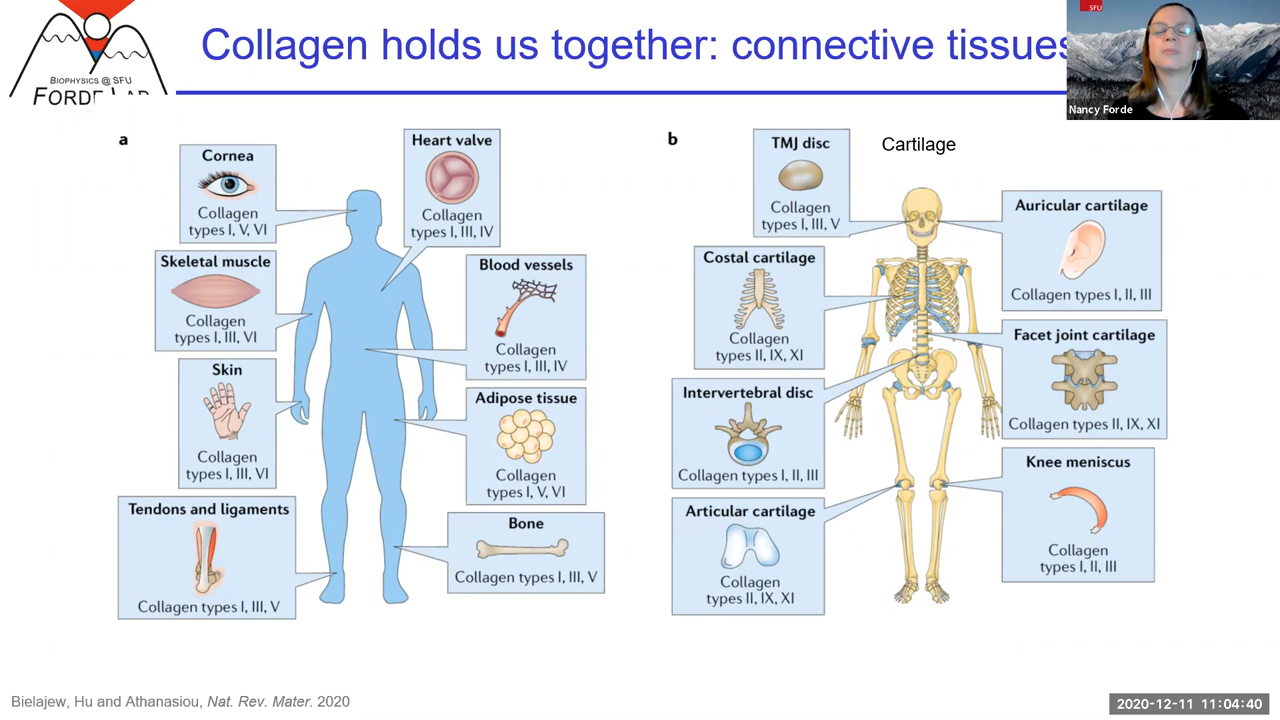 Collagen holds us together: connective tissues
BIOPHYSICS @ SFU
FORDE LAB
SFU
Nancy Forde
a
Cornea
Collagen
types I, V, VI
Heart valve
Collagen
types I, III, IV
Skeletal muscle
Collagen
types I, III, VI
Blood vessels
Collagen
types I, III, IV
Skin
Collagen
types I, III, VI
Adipose tissue
Collagen
types I, V, VI
Tendons and ligaments
Collagen types I, III, V
Bone
Collagen types I, III, V
b
Cartilage
TMJ disc
Collagen
types I, III, V
Auricular cartilage
Collagen types I, II, III
Costal cartilage
Collagen
types II, IX, XI
Facet joint cartilage
Collagen types II, IX, XI
Intervertebral disc
Collagen types I, II, III
Knee meniscus
Collagen
types I, II, III
Articular cartilage
Collagen
types II, IX, XI
Bielajew, Hu and Athanasiou, Nat. Rev. Mater. 2020
2020-12-11 11:04:40